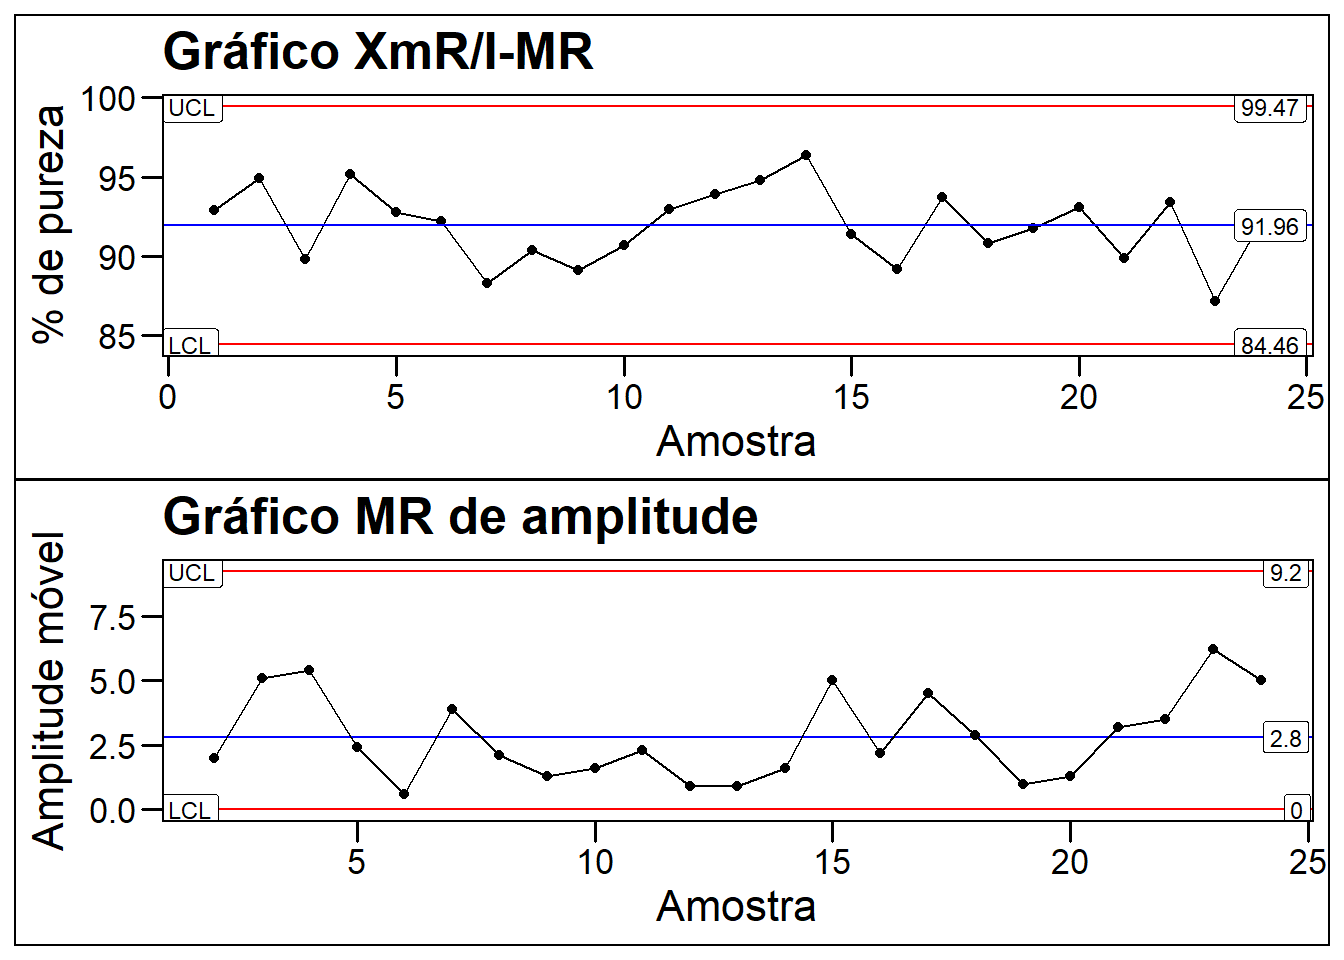 Gráfico XmR/I-MR
% de pureza
100
95
90
85
UCL
99.47
91.96
LCL
84.46
0 5 10 15 20 25
Amostra
Gráfico MR de amplitude
Amplitude móvel
7.5
5.0
2.5
0.0
UCL
9.2
2.8
LCL
0
5 10 15 20 25
Amostra